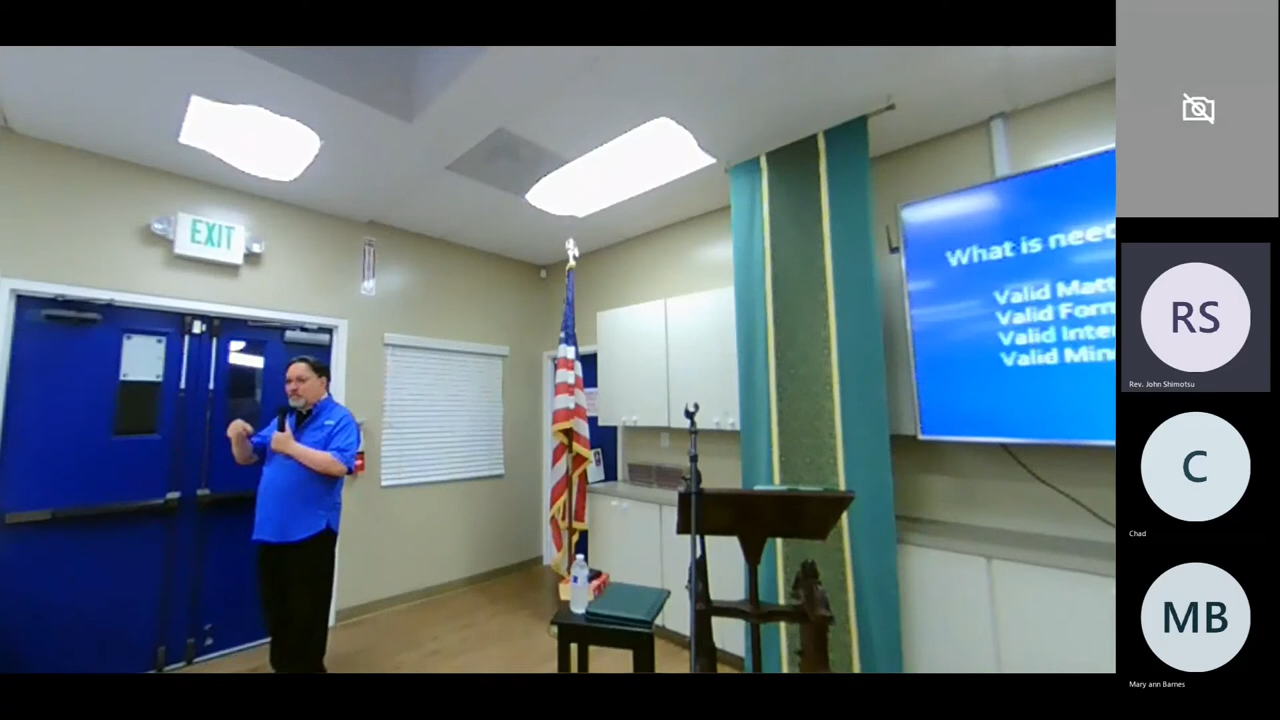 EXIT
What is need
Valid Matt
Valid Form
Valid Inte
Valid Min
RS
Rev. John Shimotsu
C
Chad
MB
Mary ann Barnes